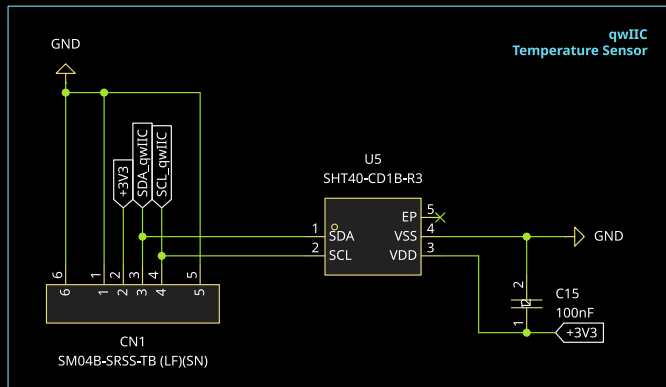 qwIIC
Temperature Sensor
GND
+3V3
SDA_qwIIC
SCL_qwIIC
U5
SHT40-CD1B-R3
1 SDA
2 SCL
EP 5
VSS 4
VDD 3
GND
6 1 2 3 4 5
6 1 2 3 4 5
CN1
SM04B-SRSS-TB (LF)(SN)
2
C15
100nF
1
+3V3